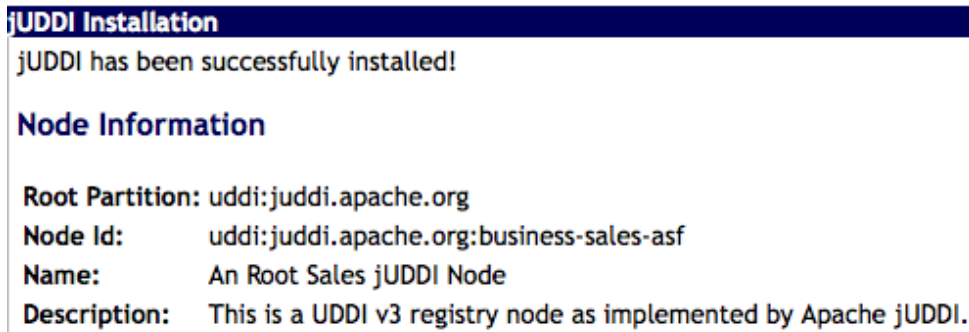 jUDDI Installation
jUDDI has been successfully installed!
Node Information
Root Partition: uddi:juddi.apache.org
Node Id: uddi:juddi.apache.org:business-sales-asf
Name: An Root Sales jUDDI Node
Description: This is a UDDI v3 registry node as implemented by Apache jUDDI.